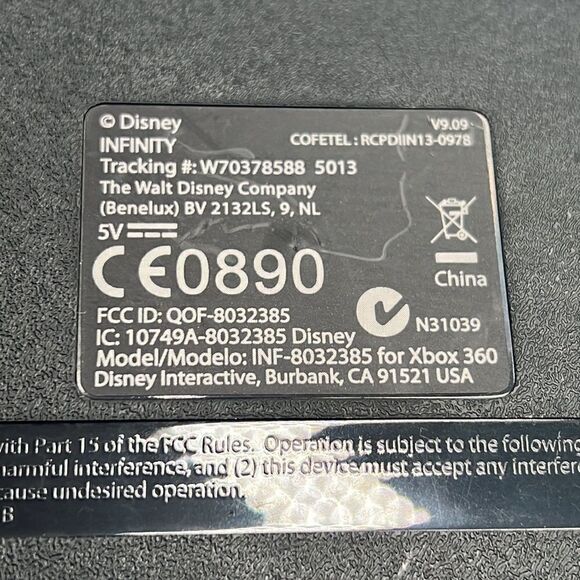 © Disney
V9.09
INFINITY
COFETEL : RCPDIIN13-0978
Tracking #: W70378588 5013
The Walt Disney Company
(Benelux) BV 2132LS, 9, NL
5V
CE0890
China
FCC ID: QOF-8032385
N31039
IC: 10749A-8032385 Disney
Model/Modelo: INF-8032385 for Xbox 360
Disney Interactive, Burbank, CA 91521 USA
with Part 15 of the FCC Rules. Operation is subject to the following
harmful interference, and (2) this device must accept any interfere
cause undesired operation.
B